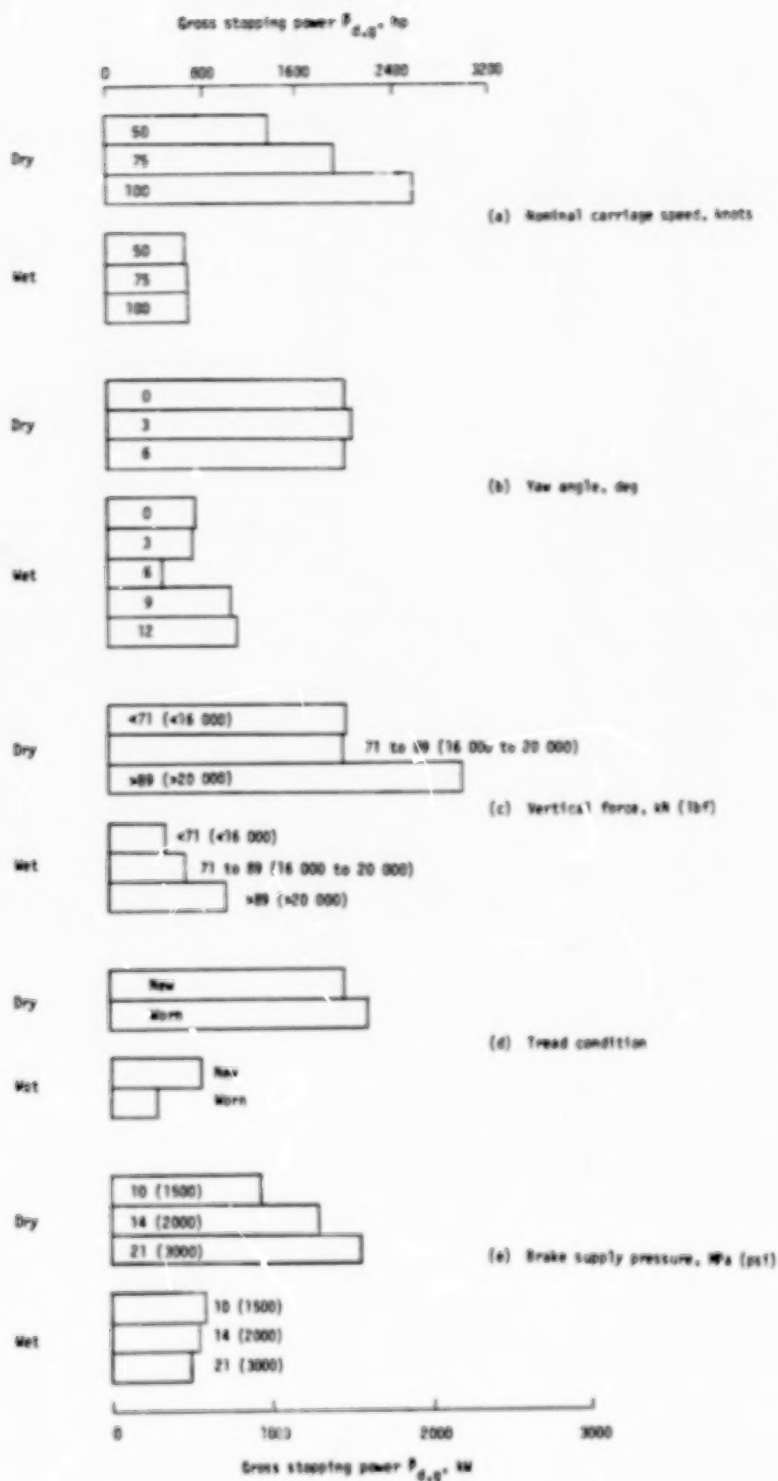 Gross stopping power P̄d,g, hp
0 800 1600 2400 3200
Dry
50
75
100
(a) Nominal carriage speed, knots
Wet
50
75
100
Dry
0
3
6
(b) Yaw angle, deg
Wet
0
3
6
9
12
Dry
<71 (<16 000)
71 to 89 (16 000 to 20 000)
>89 (>20 000)
(c) Vertical force, kN (lbf)
Wet
<71 (<16 000)
71 to 89 (16 000 to 20 000)
>89 (>20 000)
Dry
New
Worn
(d) Tread condition
Wet
New
Worn
Dry
10 (1500)
14 (2000)
21 (3000)
(e) Brake supply pressure, MPa (psi)
Wet
10 (1500)
14 (2000)
21 (3000)
0 1000 2000 3000
Gross stopping power P̄d,g, kW